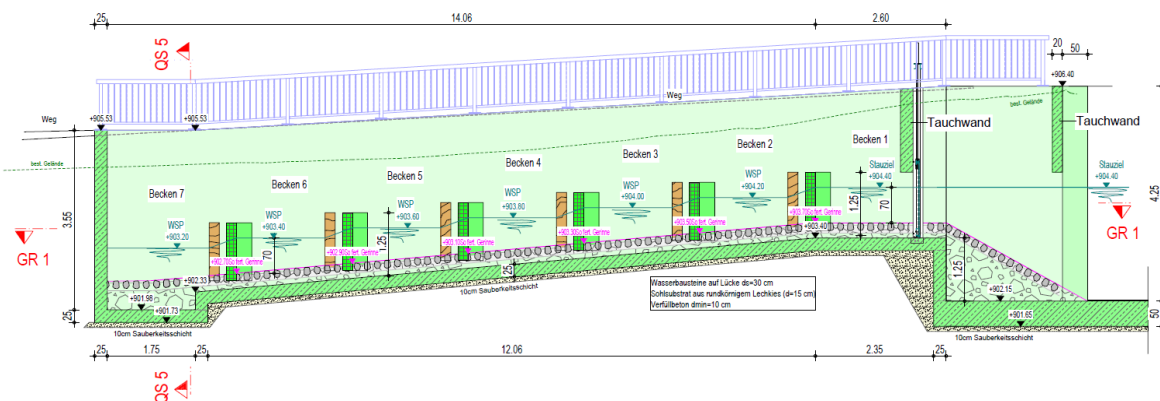 25
14.06
2.60
QS 5
20
50
+906.40
Weg
+905.53
+905.53
Weg
Tauchwand
Tauchwand
best. Gelände
best. Gelände
Becken 1
Becken 2
Becken 3
Becken 4
Becken 5
Becken 6
Becken 7
Stauziel
+904.40
Stauziel
+904.40
WSP
+904.20
WSP
+904.00
WSP
+903.80
WSP
+903.60
WSP
+903.40
WSP
+903.20
3.55
4.25
1.25
70
1.25
70
GR 1
GR 1
+903.40
+902.33
+901.98
+901.73
25
1.25
+902.15
+901.65
25
50
10cm Sauberkeitsschicht
10cm Sauberkeitsschicht
10cm Sauberkeitsschicht
Wasserbausteine auf Lücke ds=30 cm
Sohlsubstrat aus rundkörnigem Lechkies (d=15 cm)
Verfüllbeton dmin=10 cm
25
1.75
25
12.06
2.35
25
QS 5